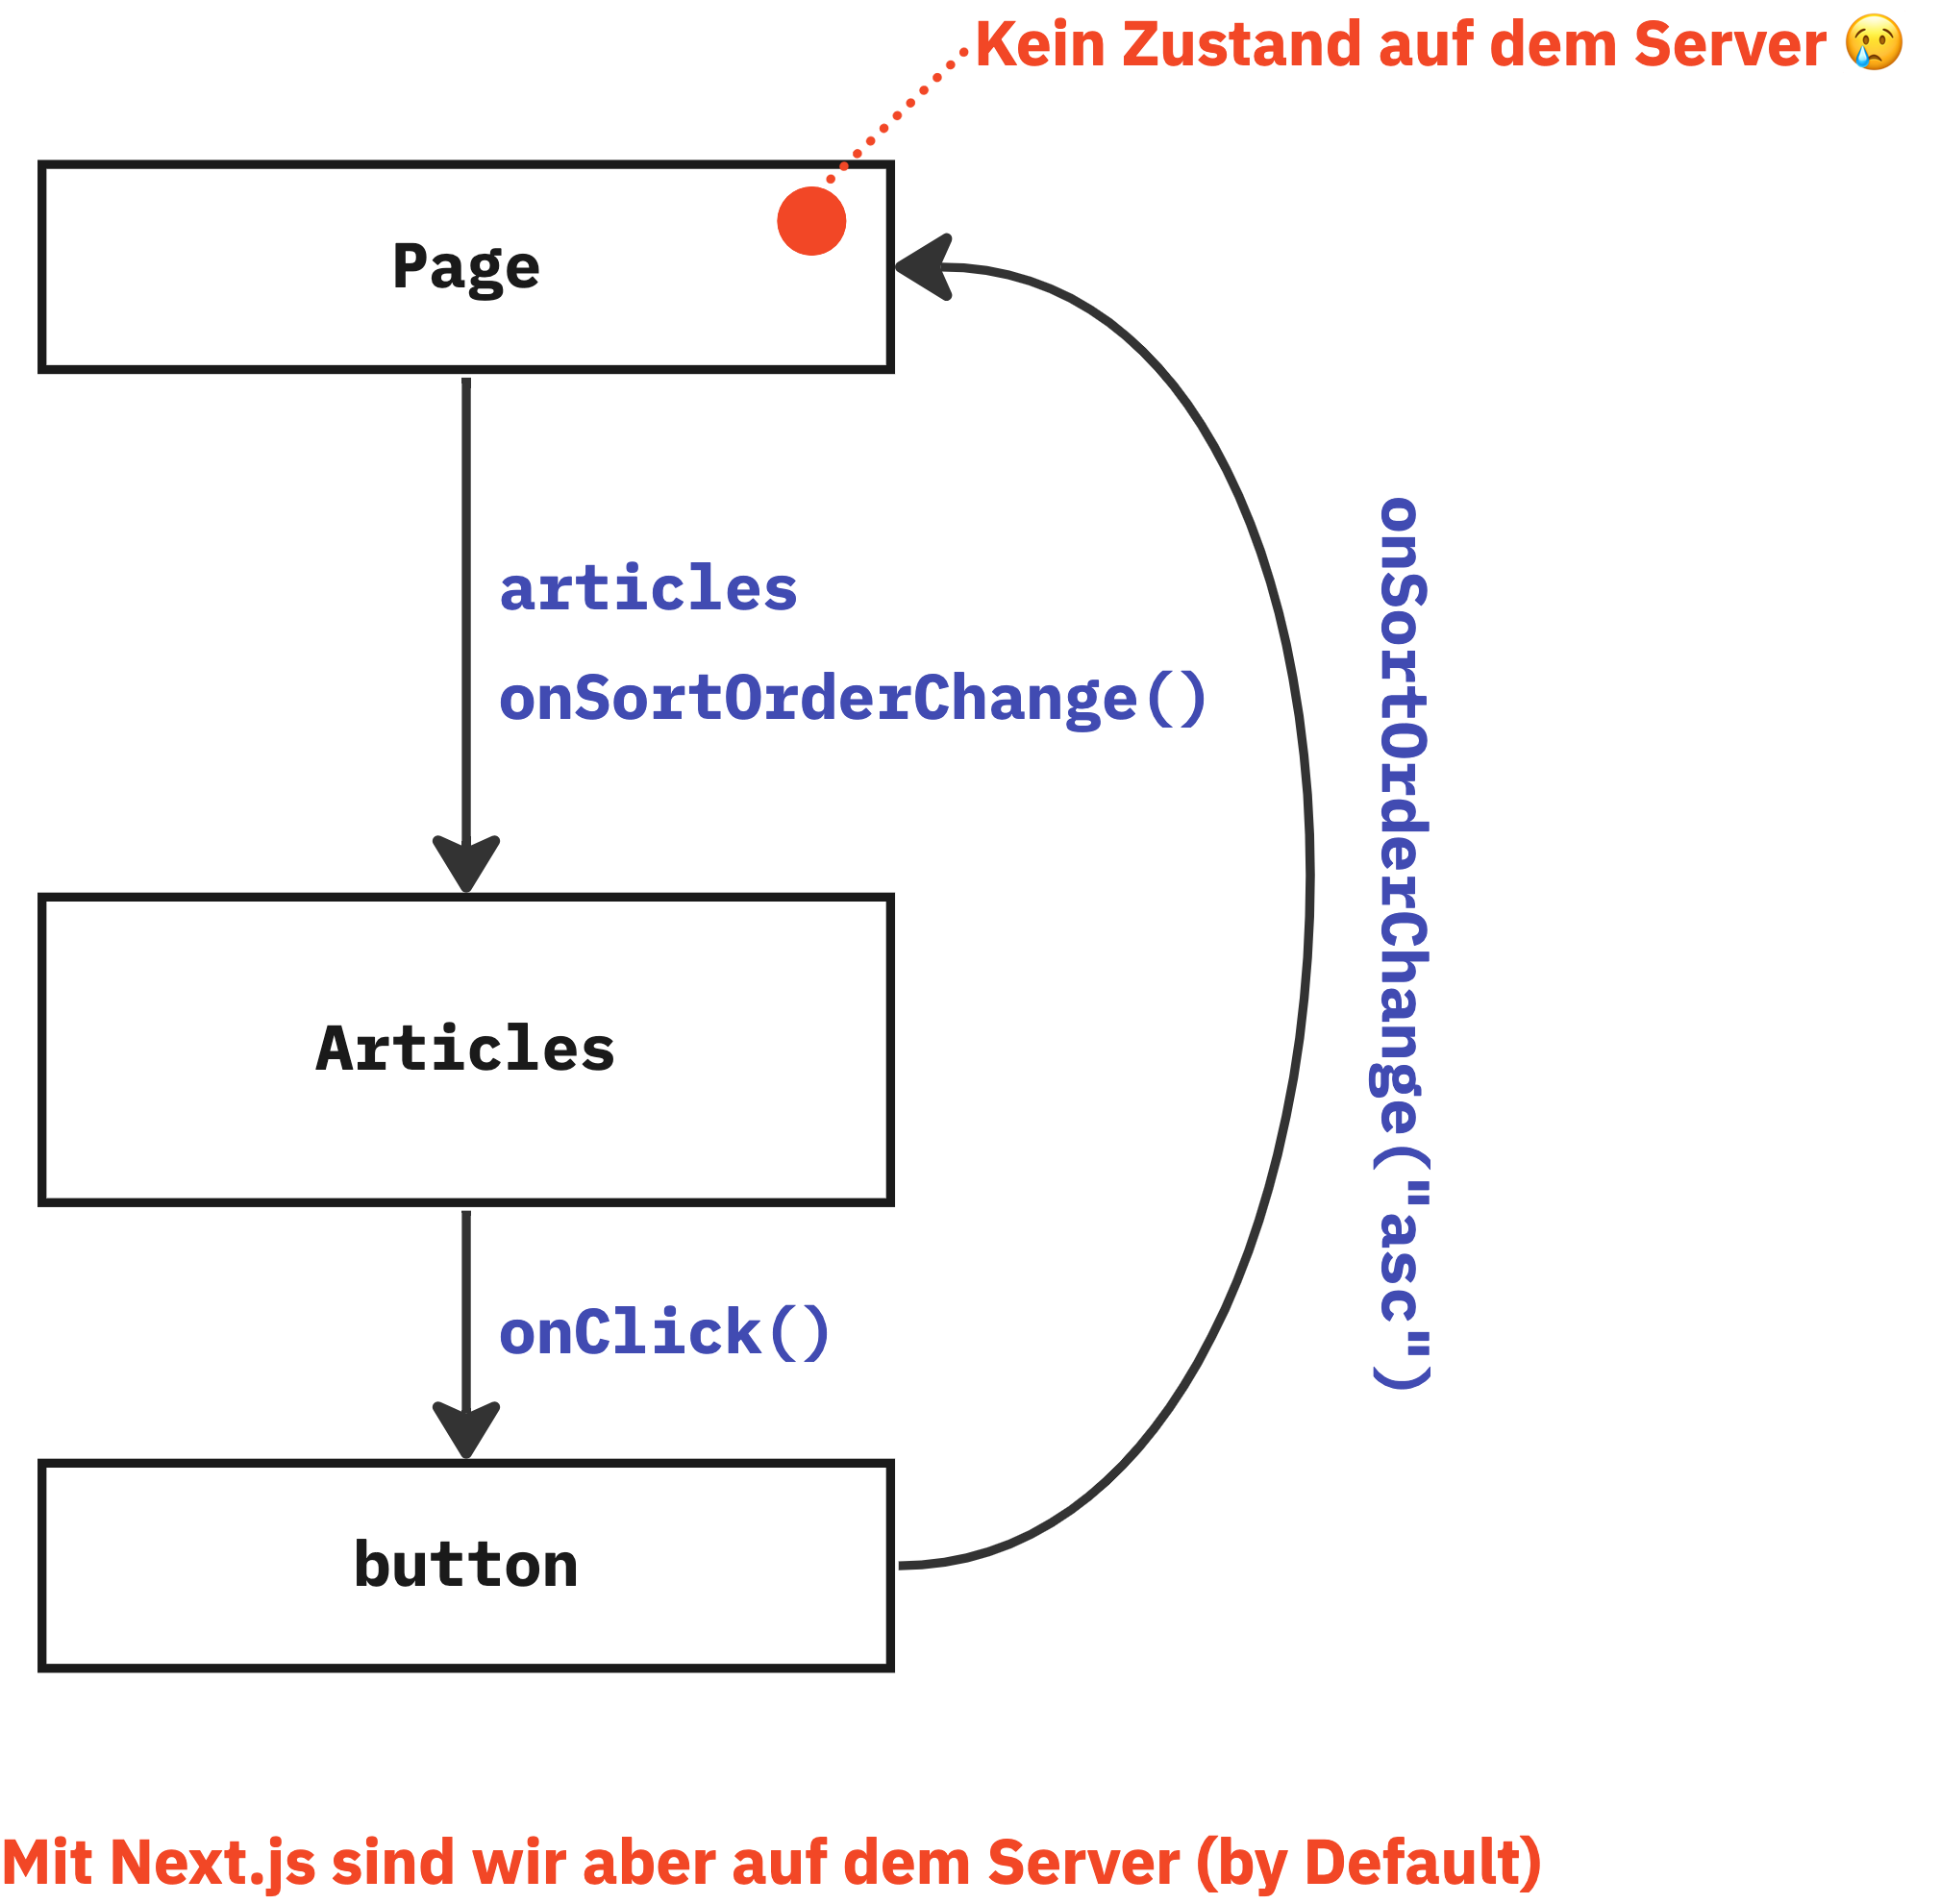 Kein Zustand auf dem Server 😢
Page
articles
onSortOrderChange()
onSortOrderChange("asc")
Articles
onClick()
button
Mit Next.js sind wir aber auf dem Server (by Default)